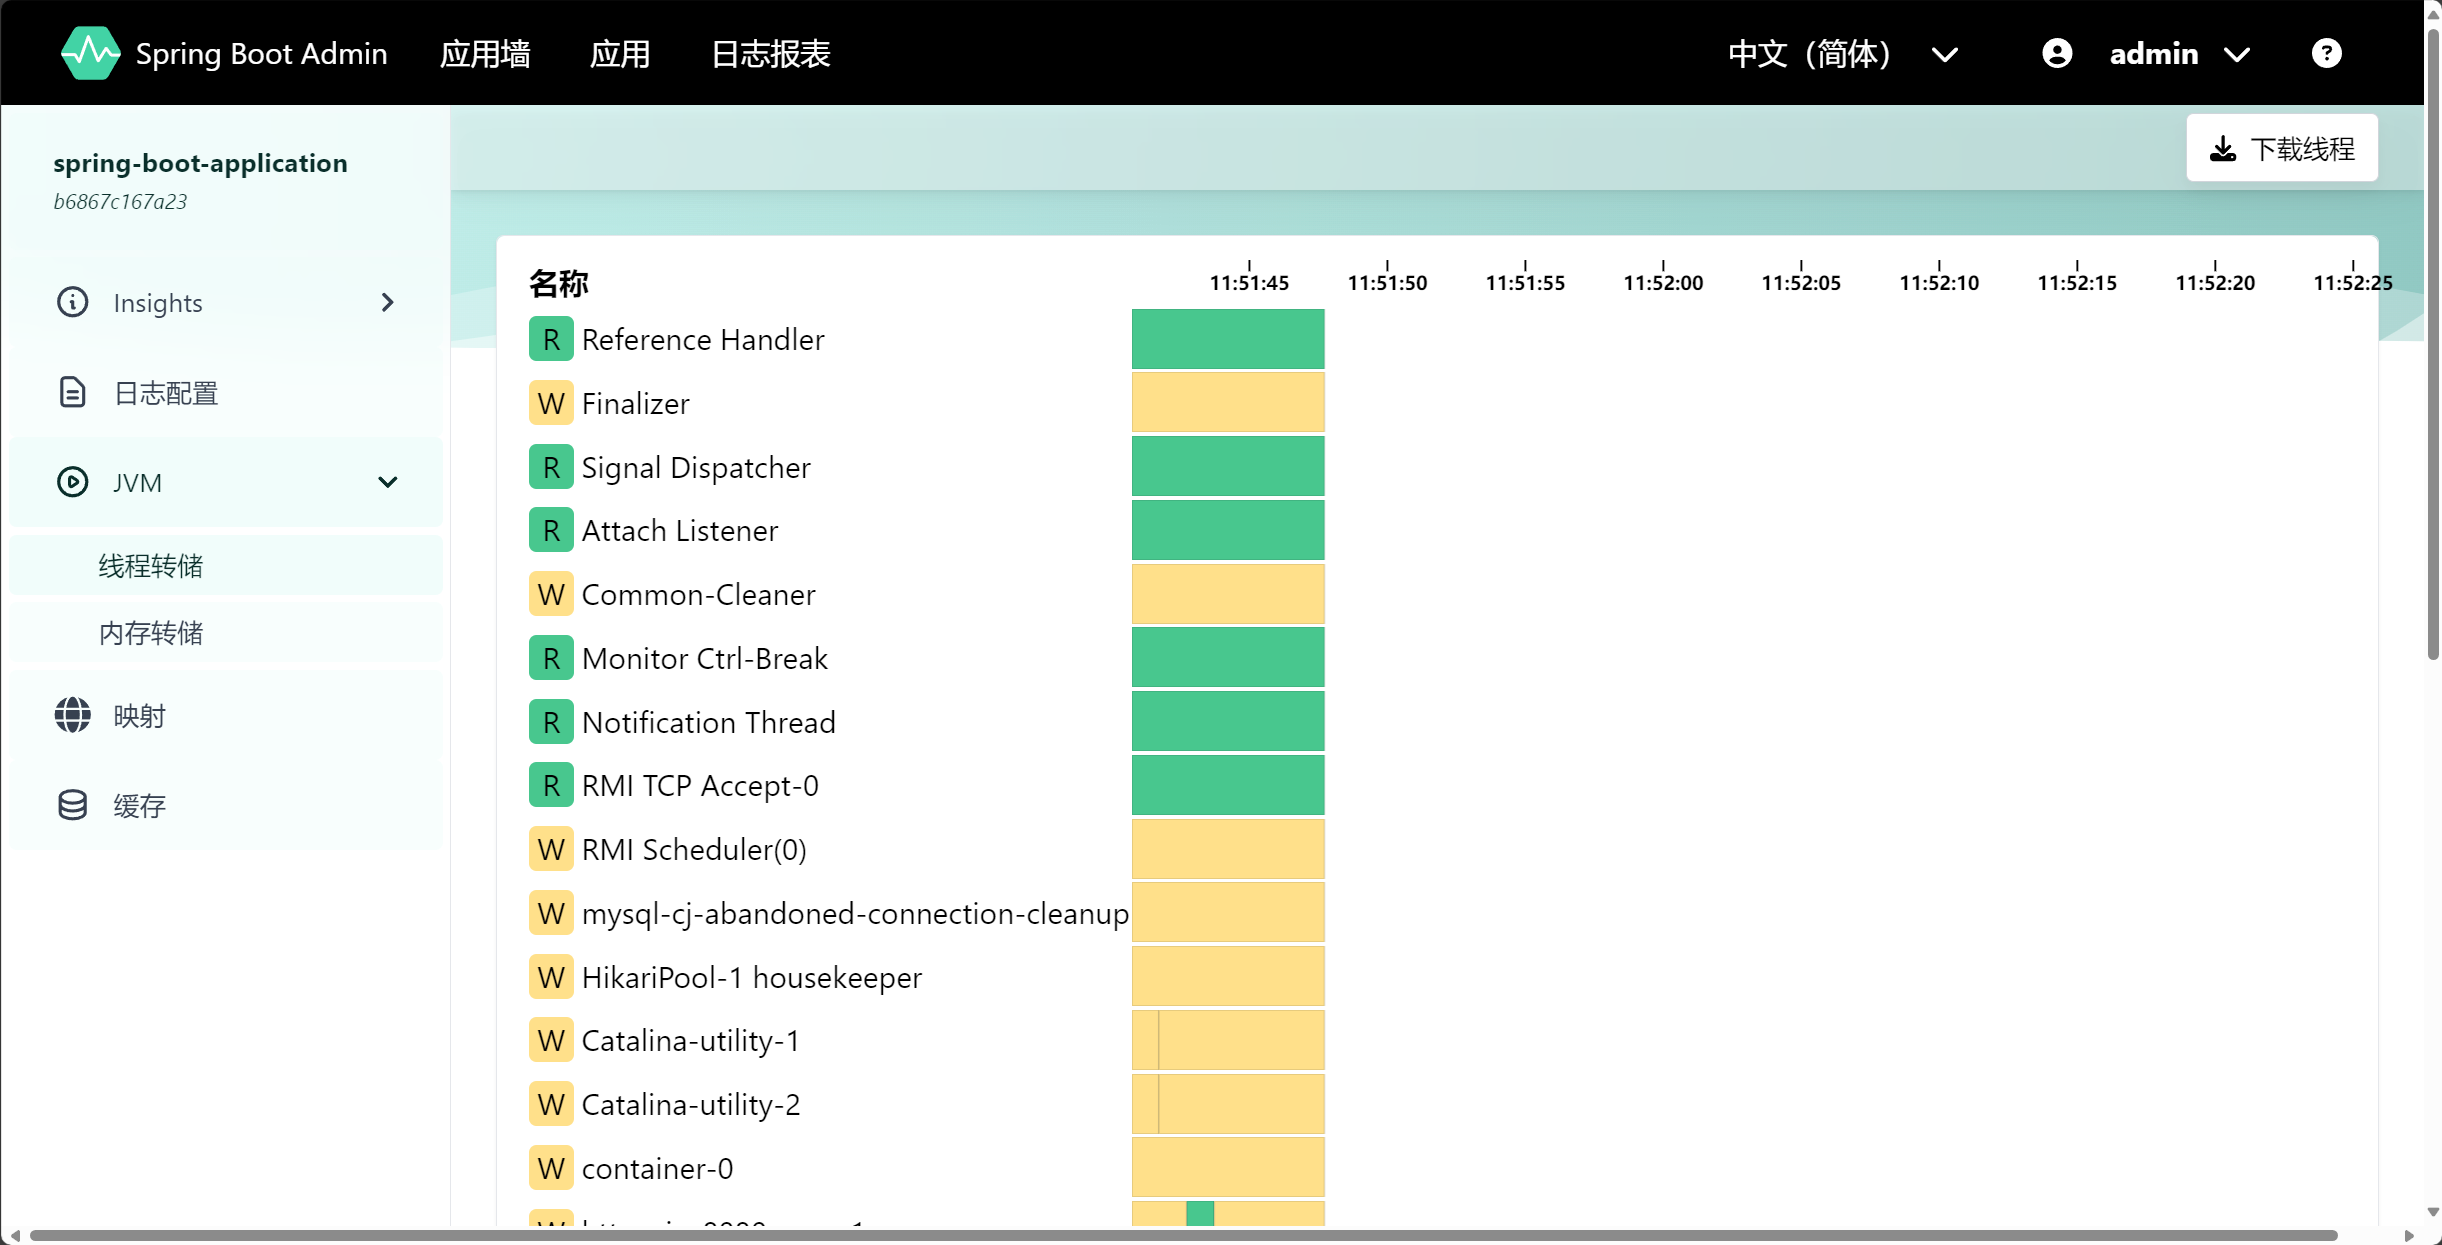 Spring Boot Admin 应用墙 应用 日志报表 中文（简体） admin
spring-boot-application
b6867c167a23
Insights
日志配置
JVM
线程转储
内存转储
映射
缓存
下载线程
名称 11:51:45 11:51:50 11:51:55 11:52:00 11:52:05 11:52:10 11:52:15 11:52:20 11:52:25
R Reference Handler
W Finalizer
R Signal Dispatcher
R Attach Listener
W Common-Cleaner
R Monitor Ctrl-Break
R Notification Thread
R RMI TCP Accept-0
W RMI Scheduler(0)
W mysql-cj-abandoned-connection-cleanup
W HikariPool-1 housekeeper
W Catalina-utility-1
W Catalina-utility-2
W container-0